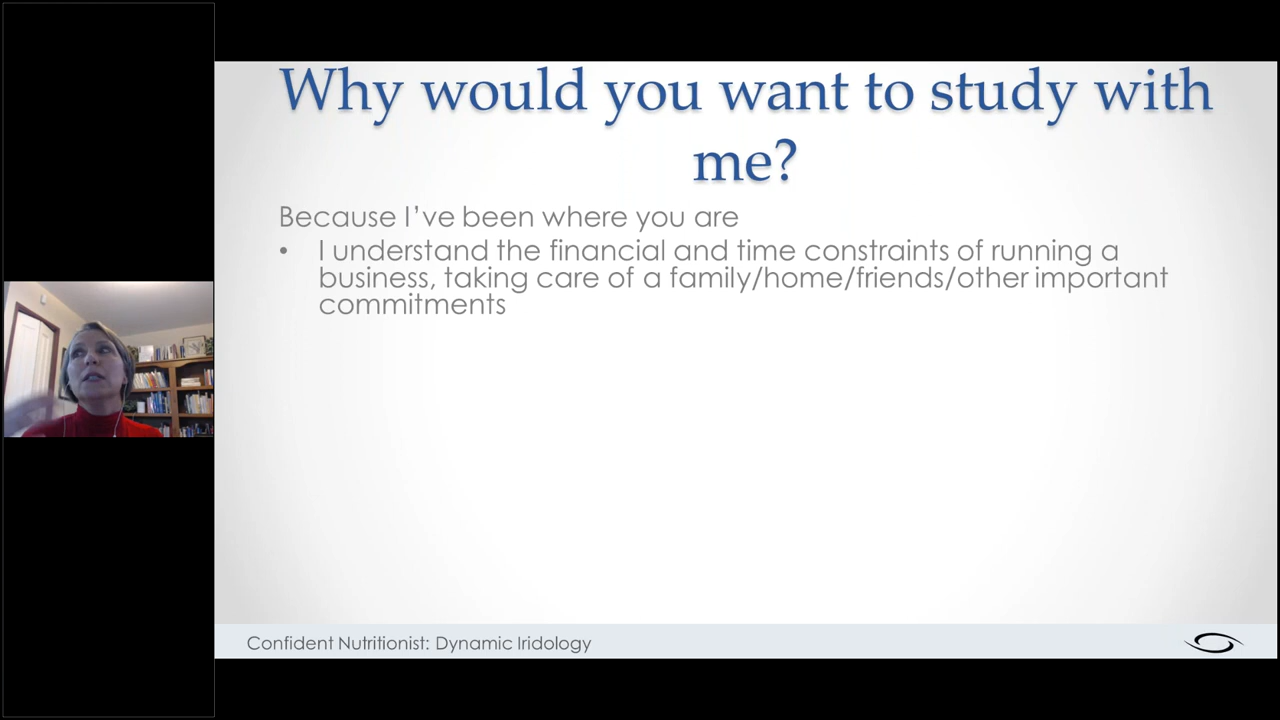 Why would you want to study with
me?
Because I’ve been where you are
• I understand the financial and time constraints of running a
business, taking care of a family/home/friends/other important
commitments
Confident Nutritionist: Dynamic Iridology